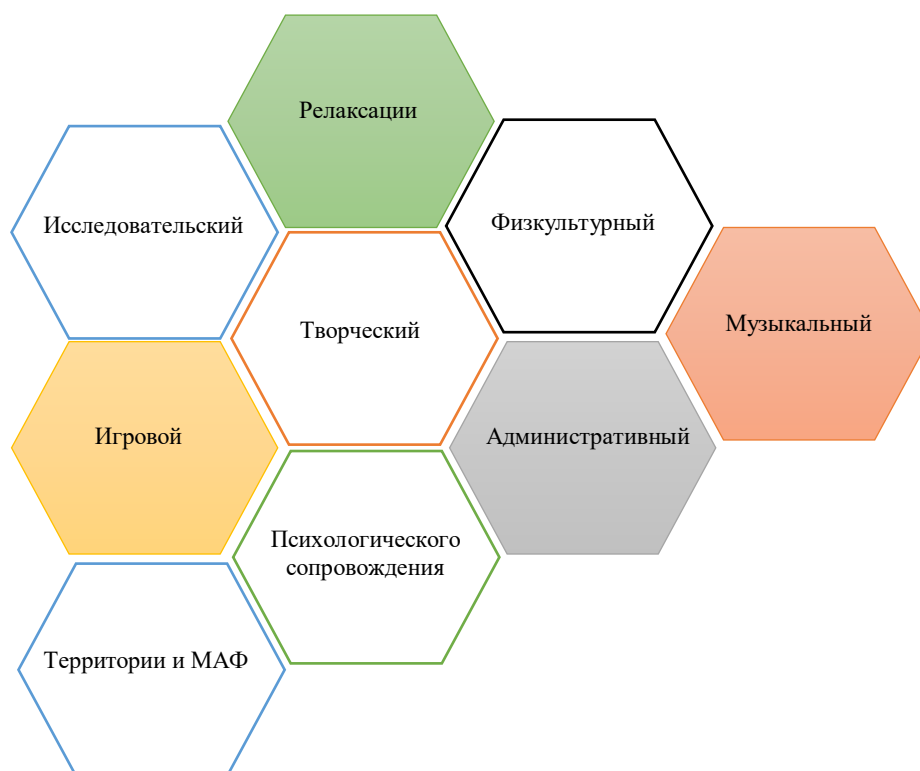 Релаксации
Исследовательский
Физкультурный
Творческий
Музыкальный
Игровой
Административный
Психологического
сопровождения
Территории и МАФ